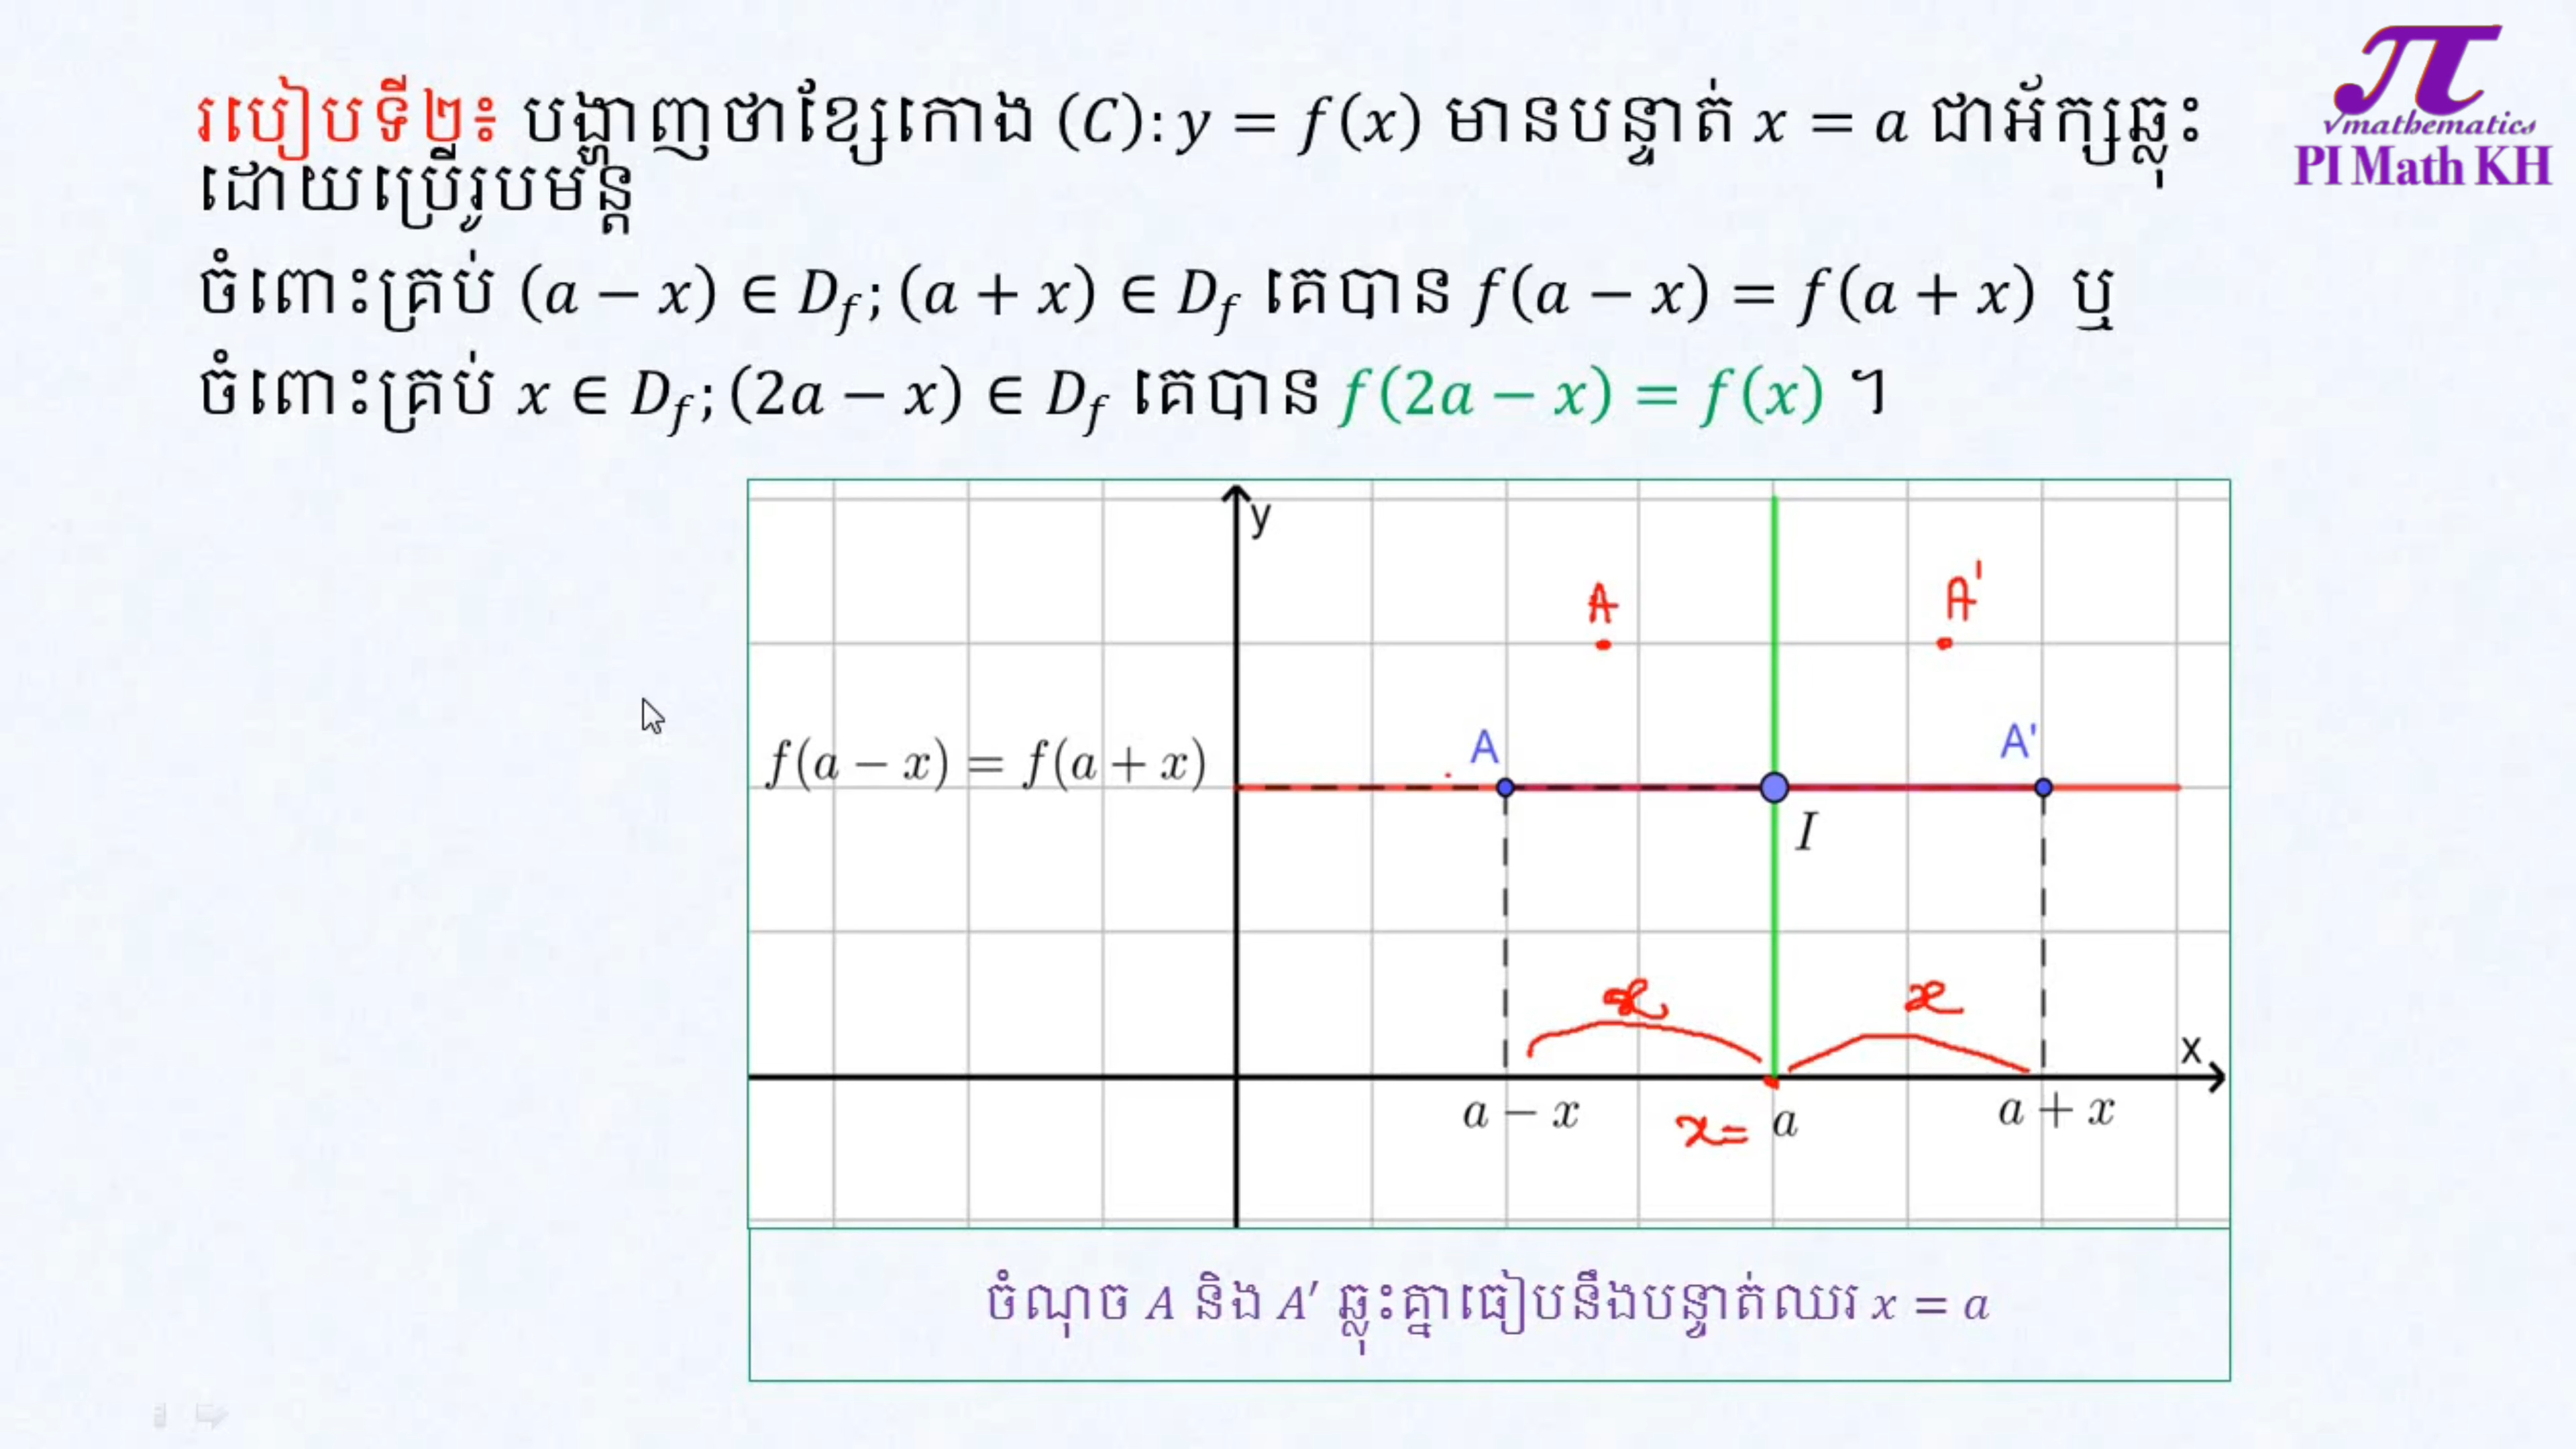 π
√mathematics
PI Math KH
របៀបទី២៖ បង្ហាញថាខ្សែកោង (C): y = f(x) មានបន្ទាត់ x = a ជាអ័ក្សឆ្លុះ
ដោយប្រើរូបមន្ត
ចំពោះគ្រប់ (a − x) ∈ D_f; (a + x) ∈ D_f គេបាន f(a − x) = f(a + x) ឬ
ចំពោះគ្រប់ x ∈ D_f; (2a − x) ∈ D_f គេបាន f(2a − x) = f(x) ។
y
A A'
A A'
f(a − x) = f(a + x)
I
x x
x
a − x x= a a + x
ចំណុច A និង A′ ឆ្លុះគ្នាធៀបនឹងបន្ទាត់ឈរ x = a